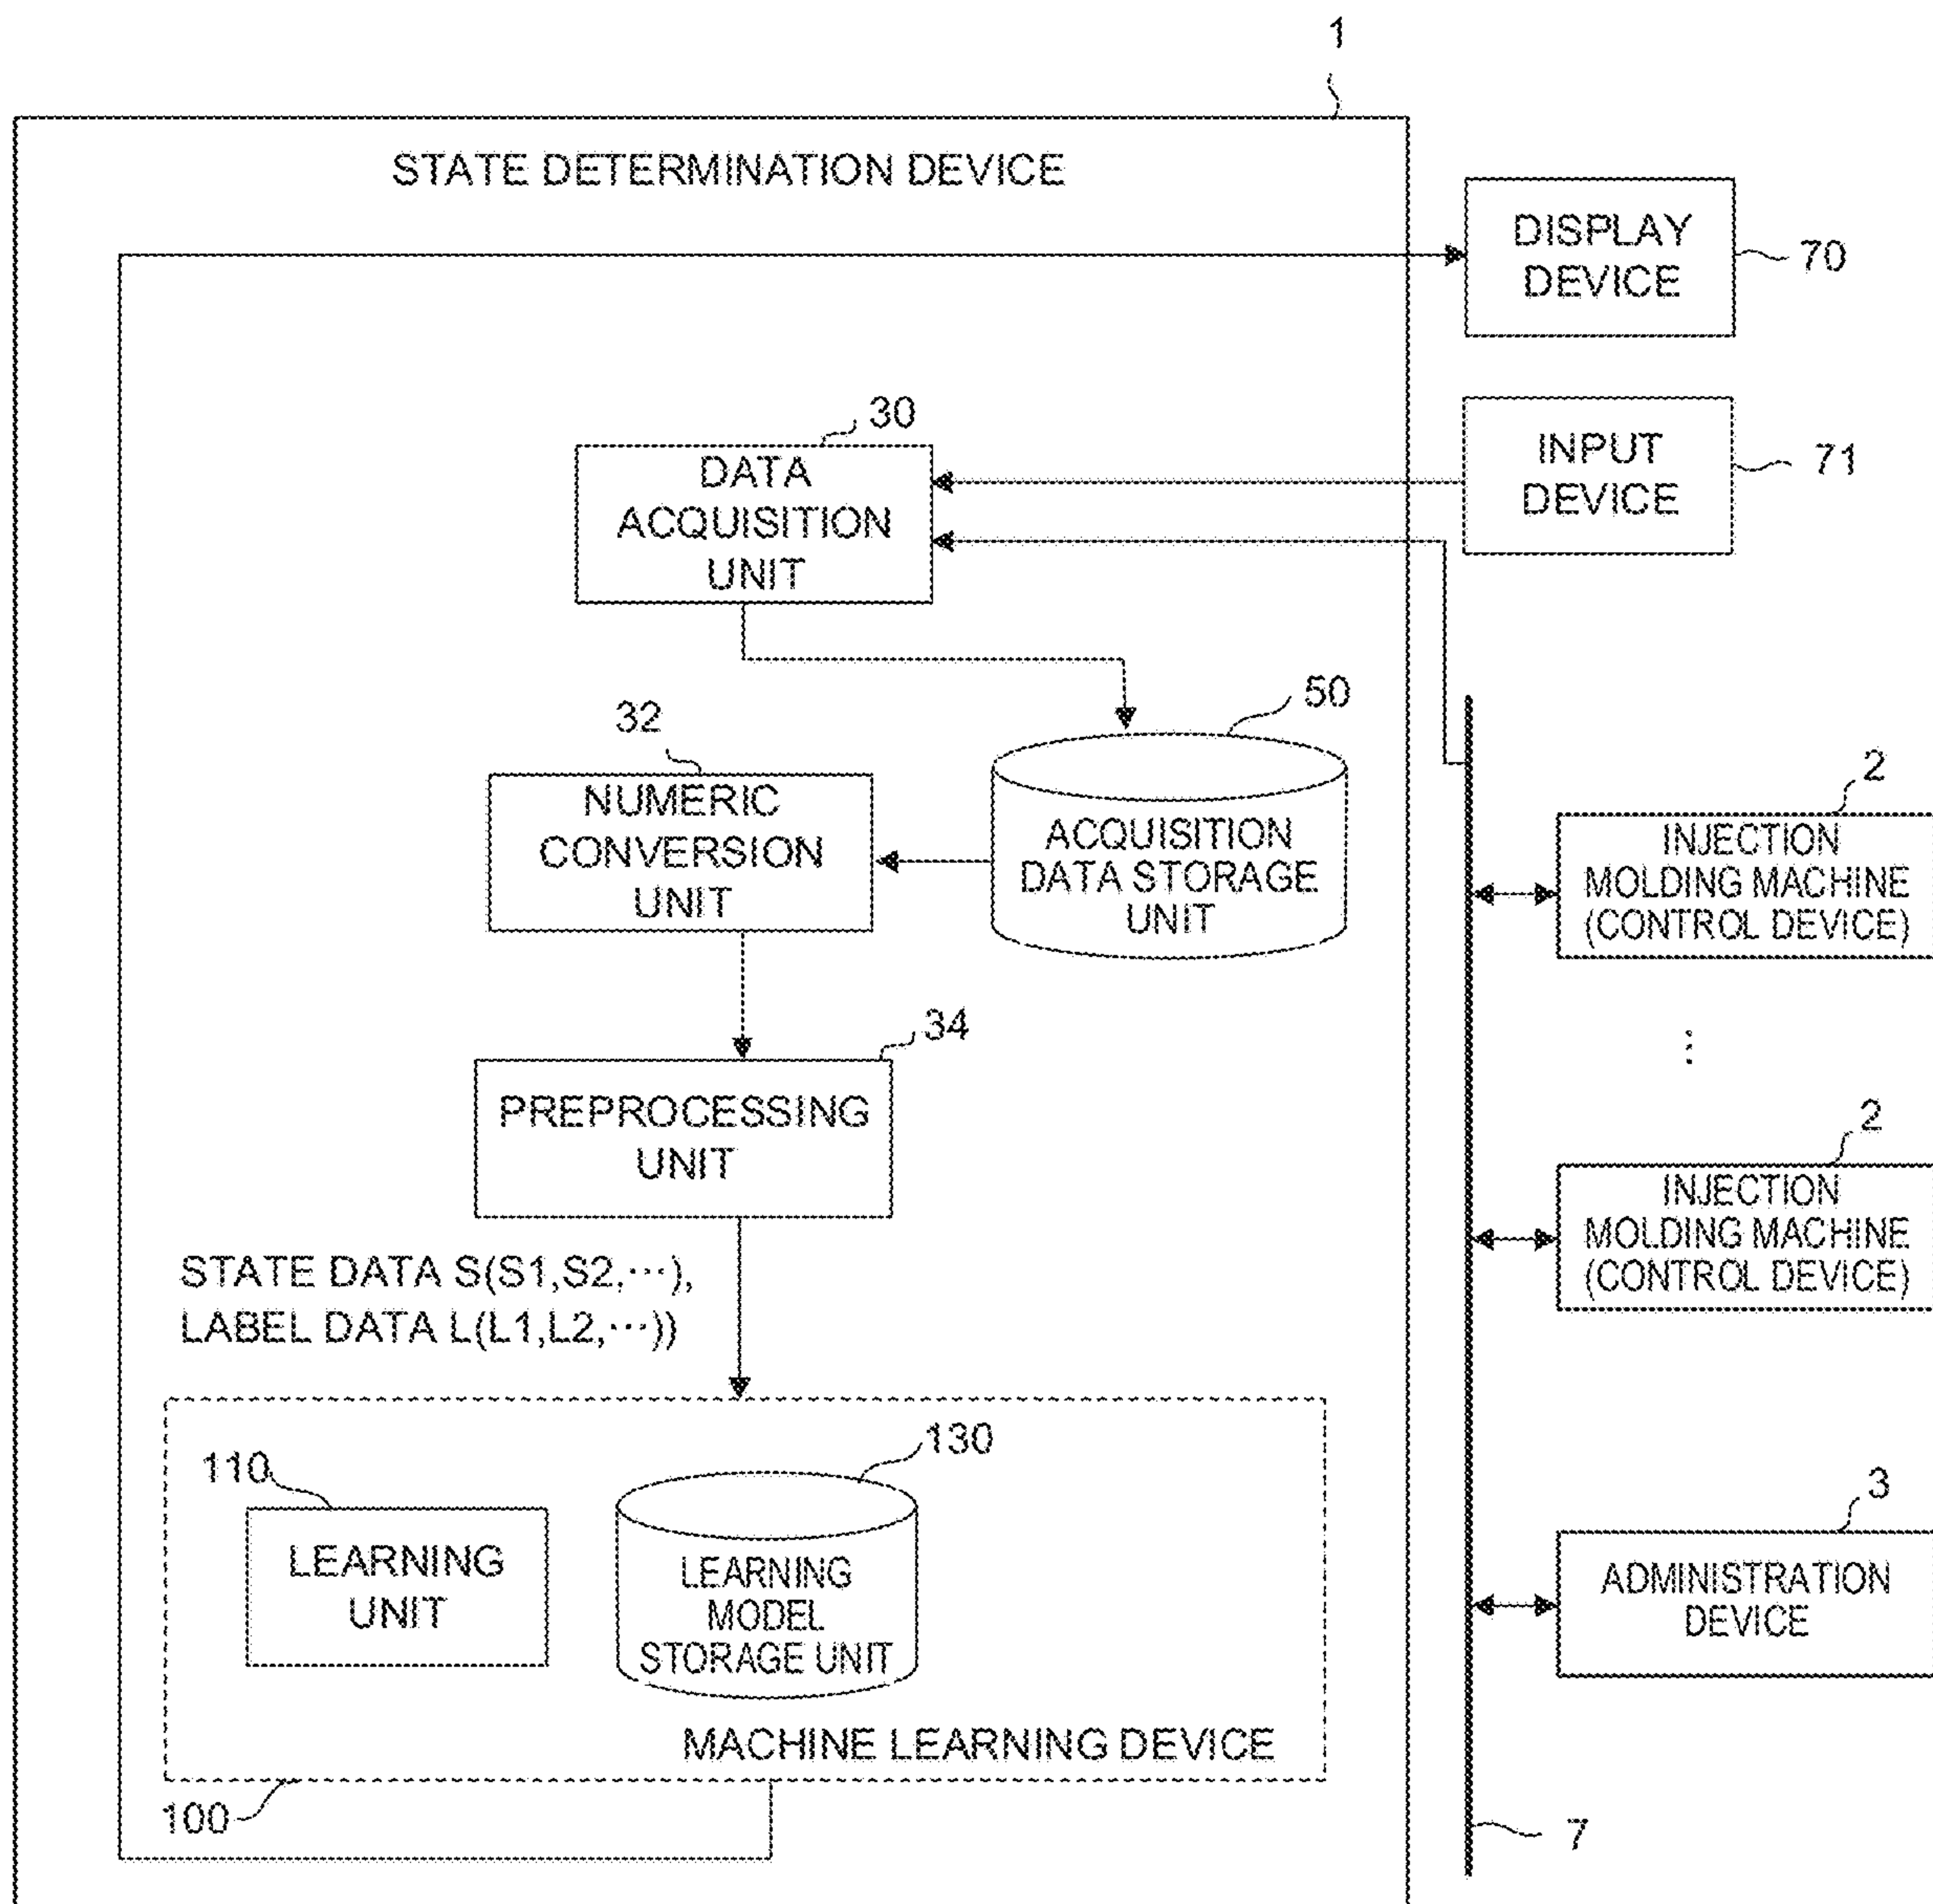 1
STATE DETERMINATION DEVICE
DISPLAY
DEVICE
70
30
DATA
ACQUISITION
UNIT
INPUT
DEVICE
71
50
32
NUMERIC
CONVERSION
UNIT
ACQUISITION
DATA STORAGE
UNIT
2
INJECTION
MOLDING MACHINE
(CONTROL DEVICE)
⋮
34
PREPROCESSING
UNIT
2
INJECTION
MOLDING MACHINE
(CONTROL DEVICE)
STATE DATA S(S1,S2,⋯),
LABEL DATA L(L1,L2,⋯))
110
LEARNING
UNIT
130
LEARNING
MODEL
STORAGE UNIT
3
ADMINISTRATION
DEVICE
MACHINE LEARNING DEVICE
100
7